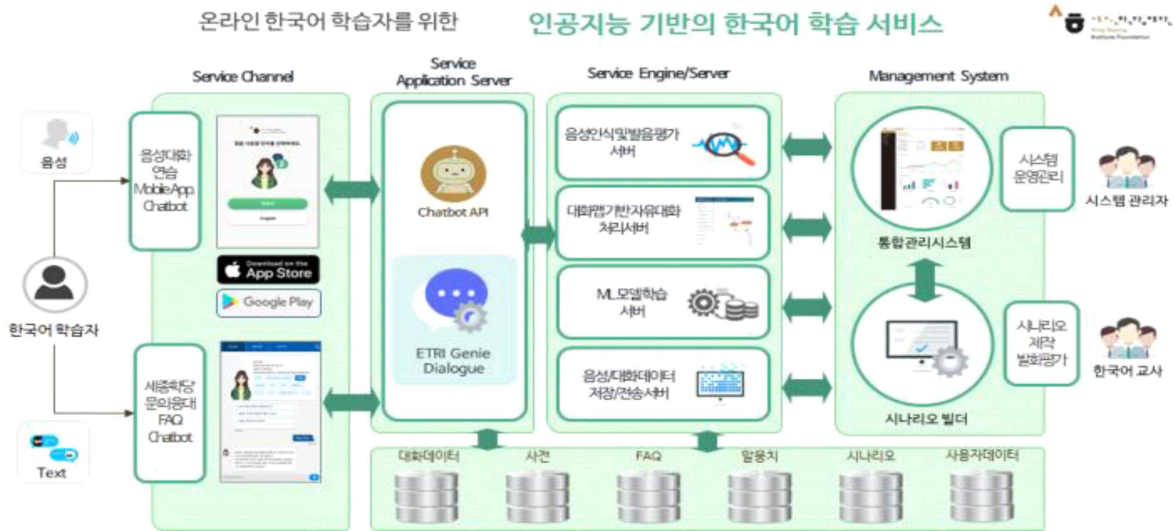 온라인 한국어 학습자를 위한 인공지능 기반의 한국어 학습 서비스
Institute Foundation
Service Channel
Service
Application Server
Service Engine/Server
Management System
음성
음성대화
연습
Mobile App
Chatbot
Download on the
App Store
Google Play
한국어 학습자
세종학당
문의응대
FAQ
Chatbot
Text
Chatbot API
ETRI Genie
Dialogue
음성인식 및 발음평가
서버
대화맵 기반 자유대화
처리서버
ML모델 학습
서버
음성/대화데이터
저장/전송서버
통합관리시스템
시나리오 빌더
시스템
운영관리
시스템 관리자
시나리오
제작
발화평가
한국어 교사
대화데이터
사전
FAQ
말뭉치
시나리오
사용자데이터